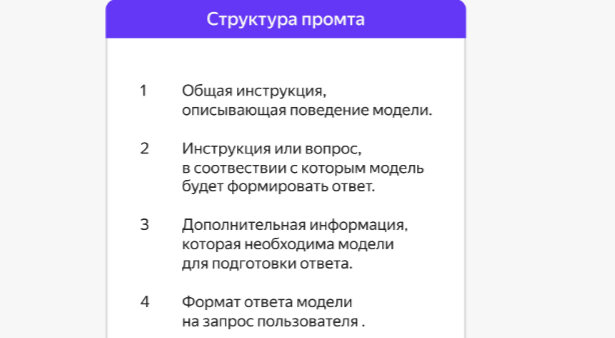 Структура промта
1 Общая инструкция,
описывающая поведение модели.
2 Инструкция или вопрос,
в соотвествии с которым модель
будет формировать ответ.
3 Дополнительная информация,
которая необходима модели
для подготовки ответа.
4 Формат ответа модели
на запрос пользователя .